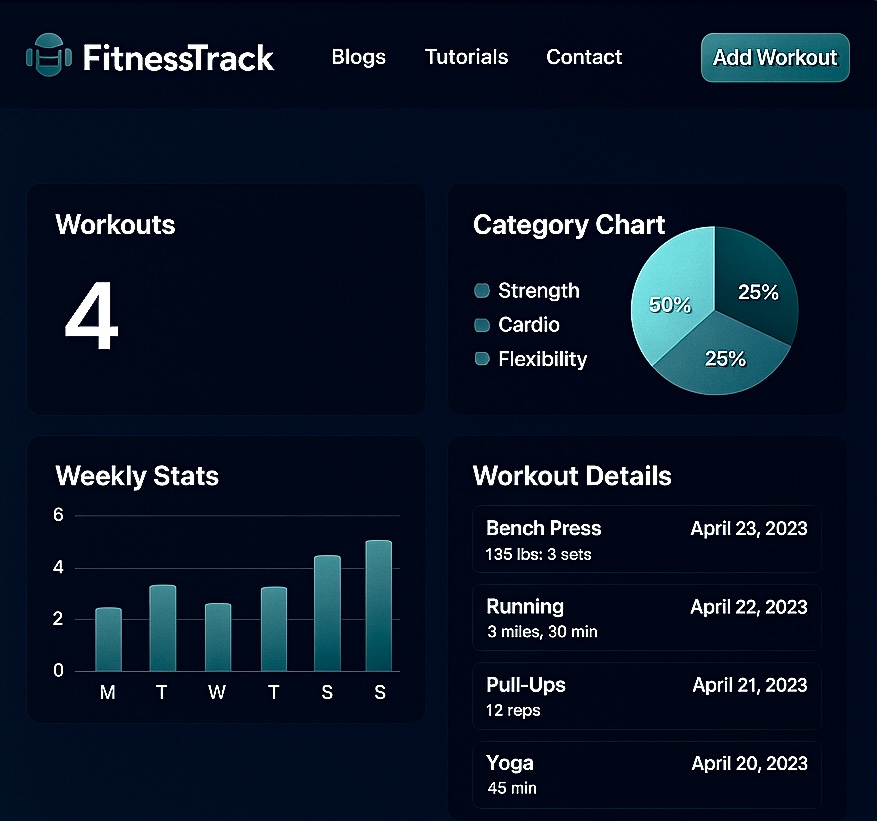 FitnessTrack
Blogs
Tutorials
Contact
Add Workout
Workouts
4
Category Chart
Strength
Cardio
Flexibility
50%
25%
25%
Weekly Stats
6
4
2
0
M T W T S S
Workout Details
Bench Press
April 23, 2023
135 lbs: 3 sets
Running
April 22, 2023
3 miles, 30 min
Pull-Ups
April 21, 2023
12 reps
Yoga
April 20, 2023
45 min